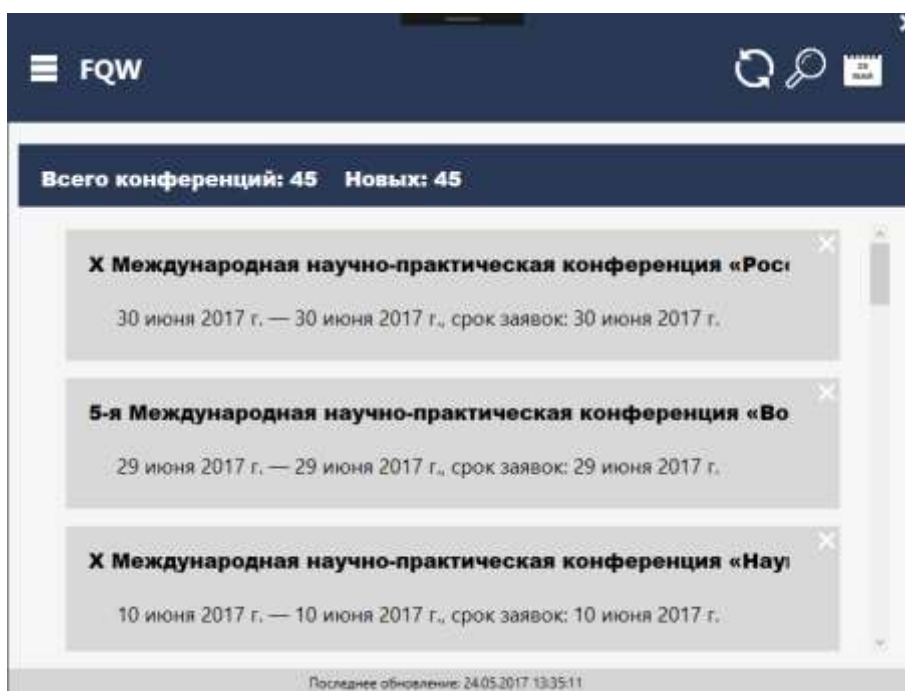 FQW
Всего конференций: 45 Новых: 45
X Международная научно-практическая конференция «Росс
30 июня 2017 г. — 30 июня 2017 г., срок заявок: 30 июня 2017 г.
5-я Международная научно-практическая конференция «Во
29 июня 2017 г. — 29 июня 2017 г., срок заявок: 29 июня 2017 г.
X Международная научно-практическая конференция «Наук
10 июня 2017 г. — 10 июня 2017 г., срок заявок: 10 июня 2017 г.
Последнее обновление: 24.05.2017 13:35:11